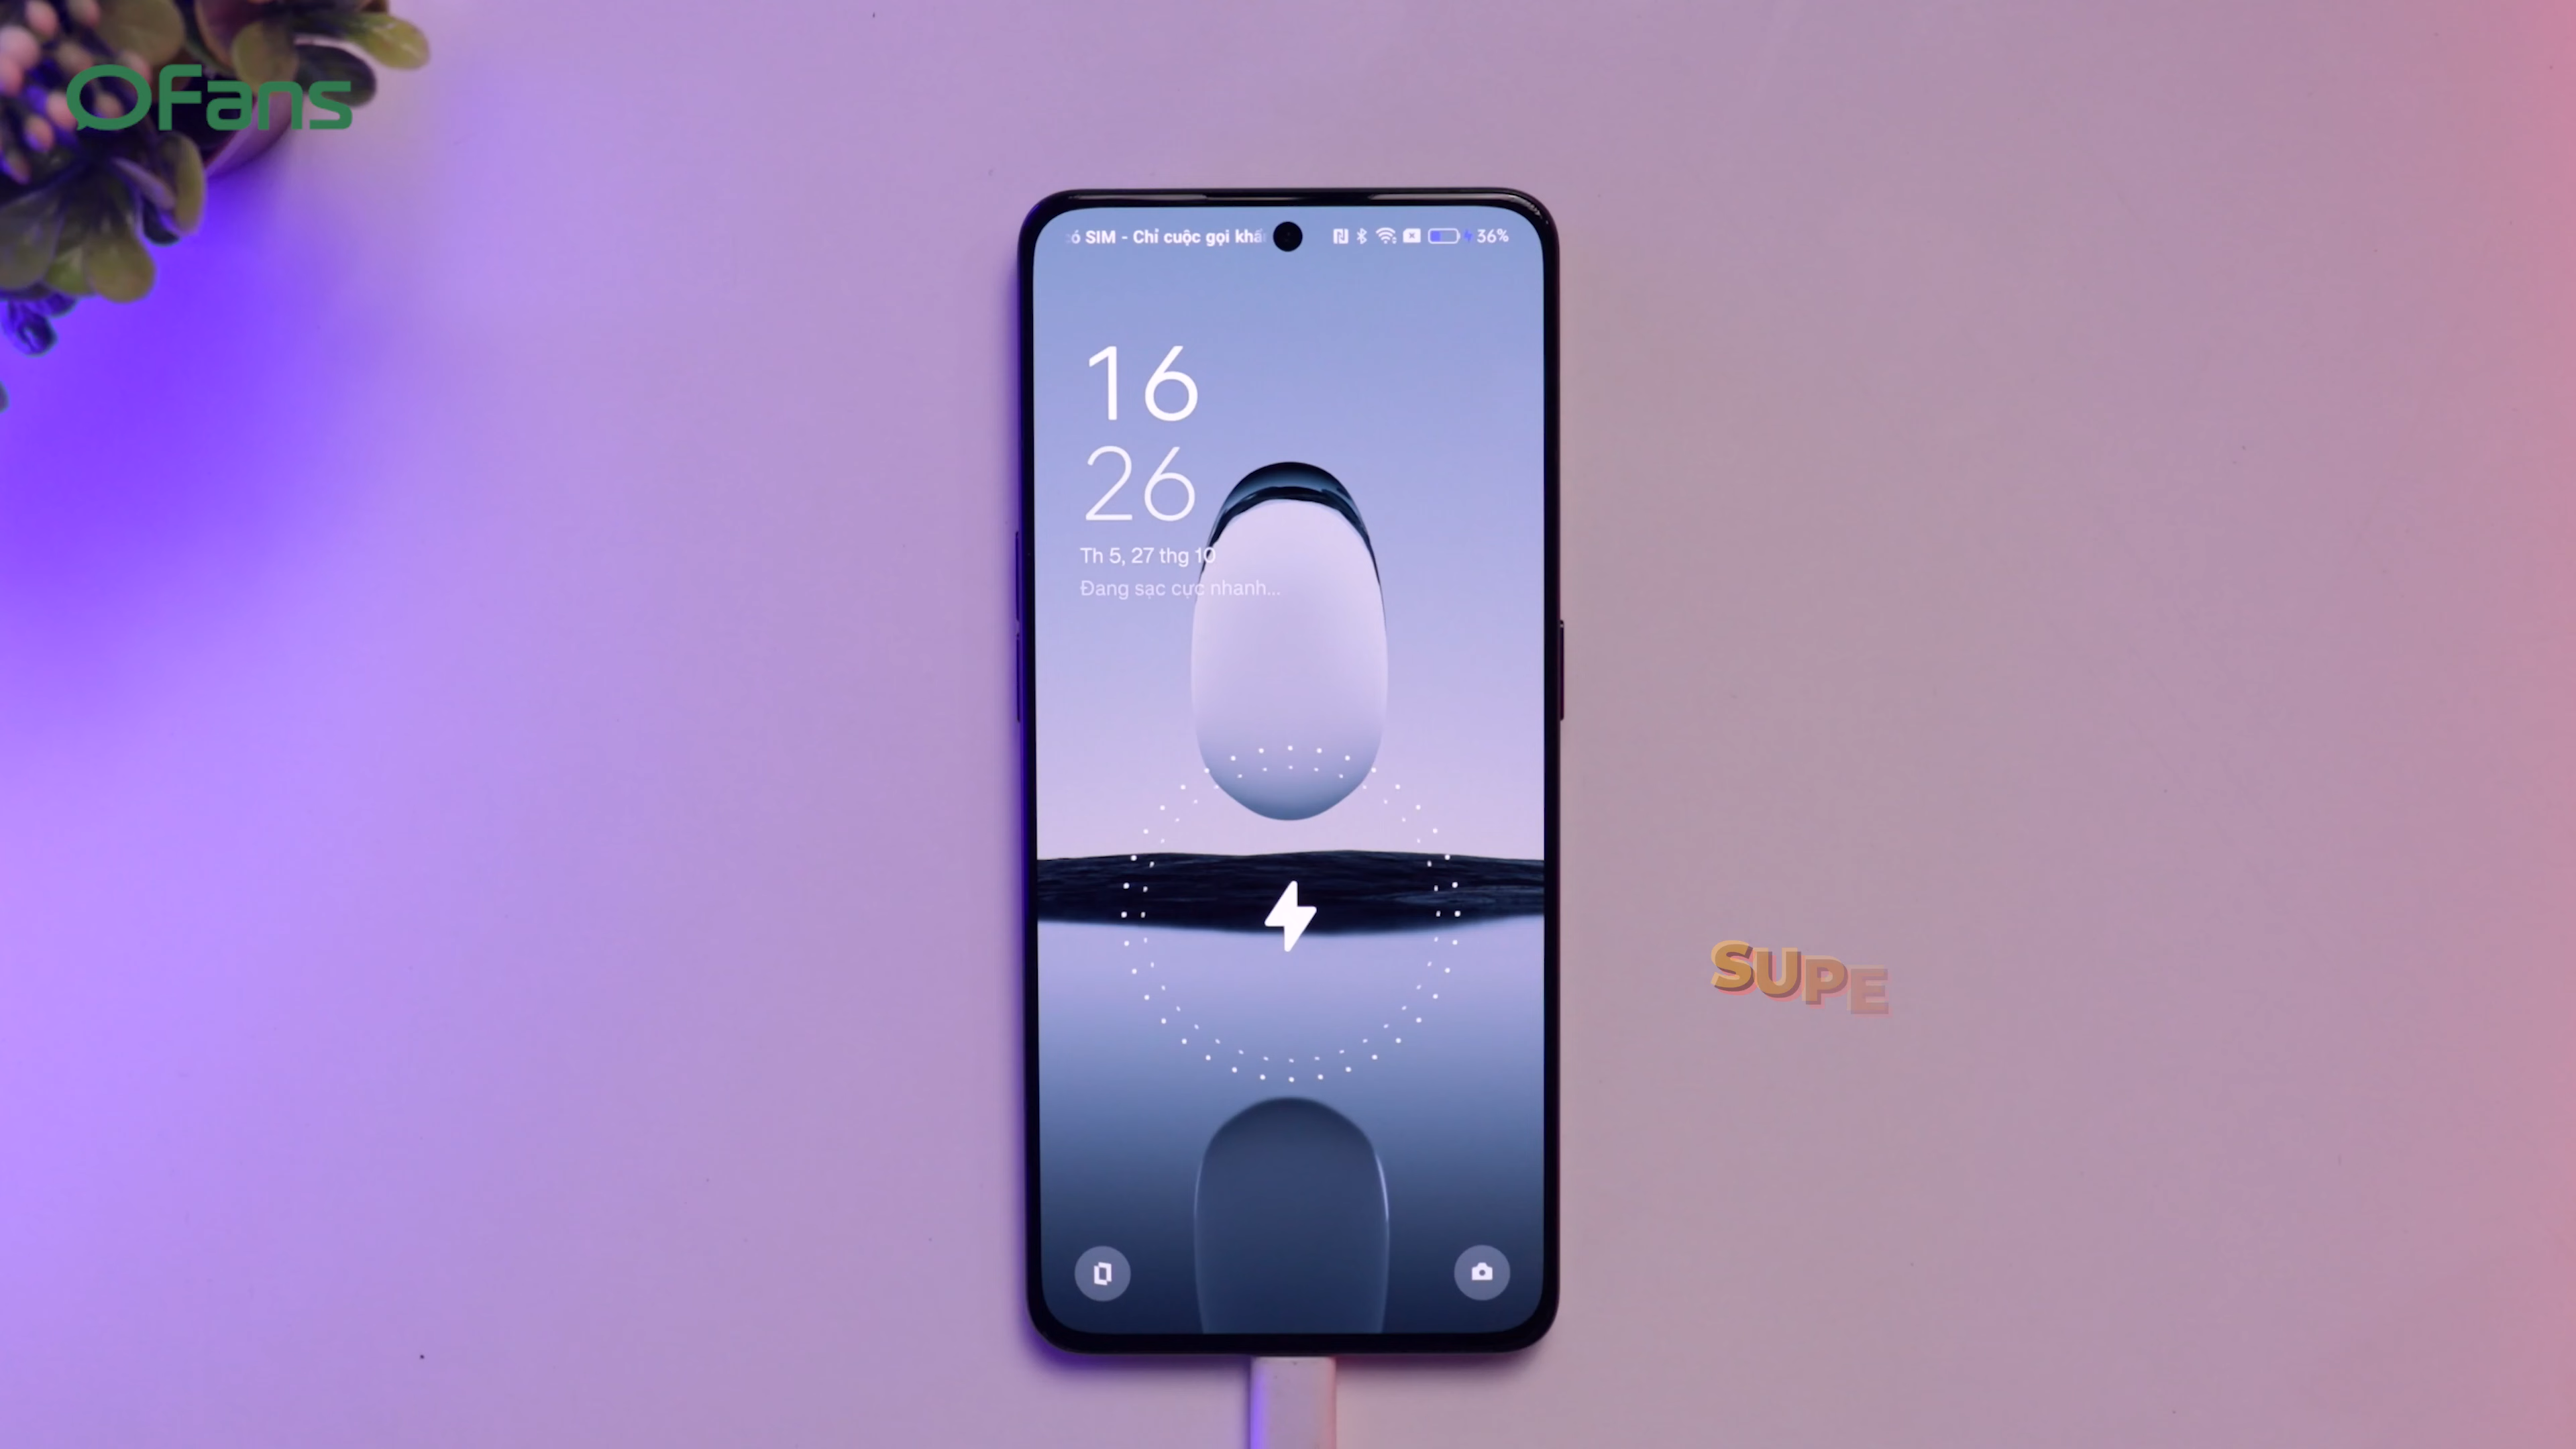 OFans
ó SIM - Chỉ cuộc gọi khẩ
36%
16
26
Th 5, 27 thg 10
Đang sạc cực nhanh...
SUPE